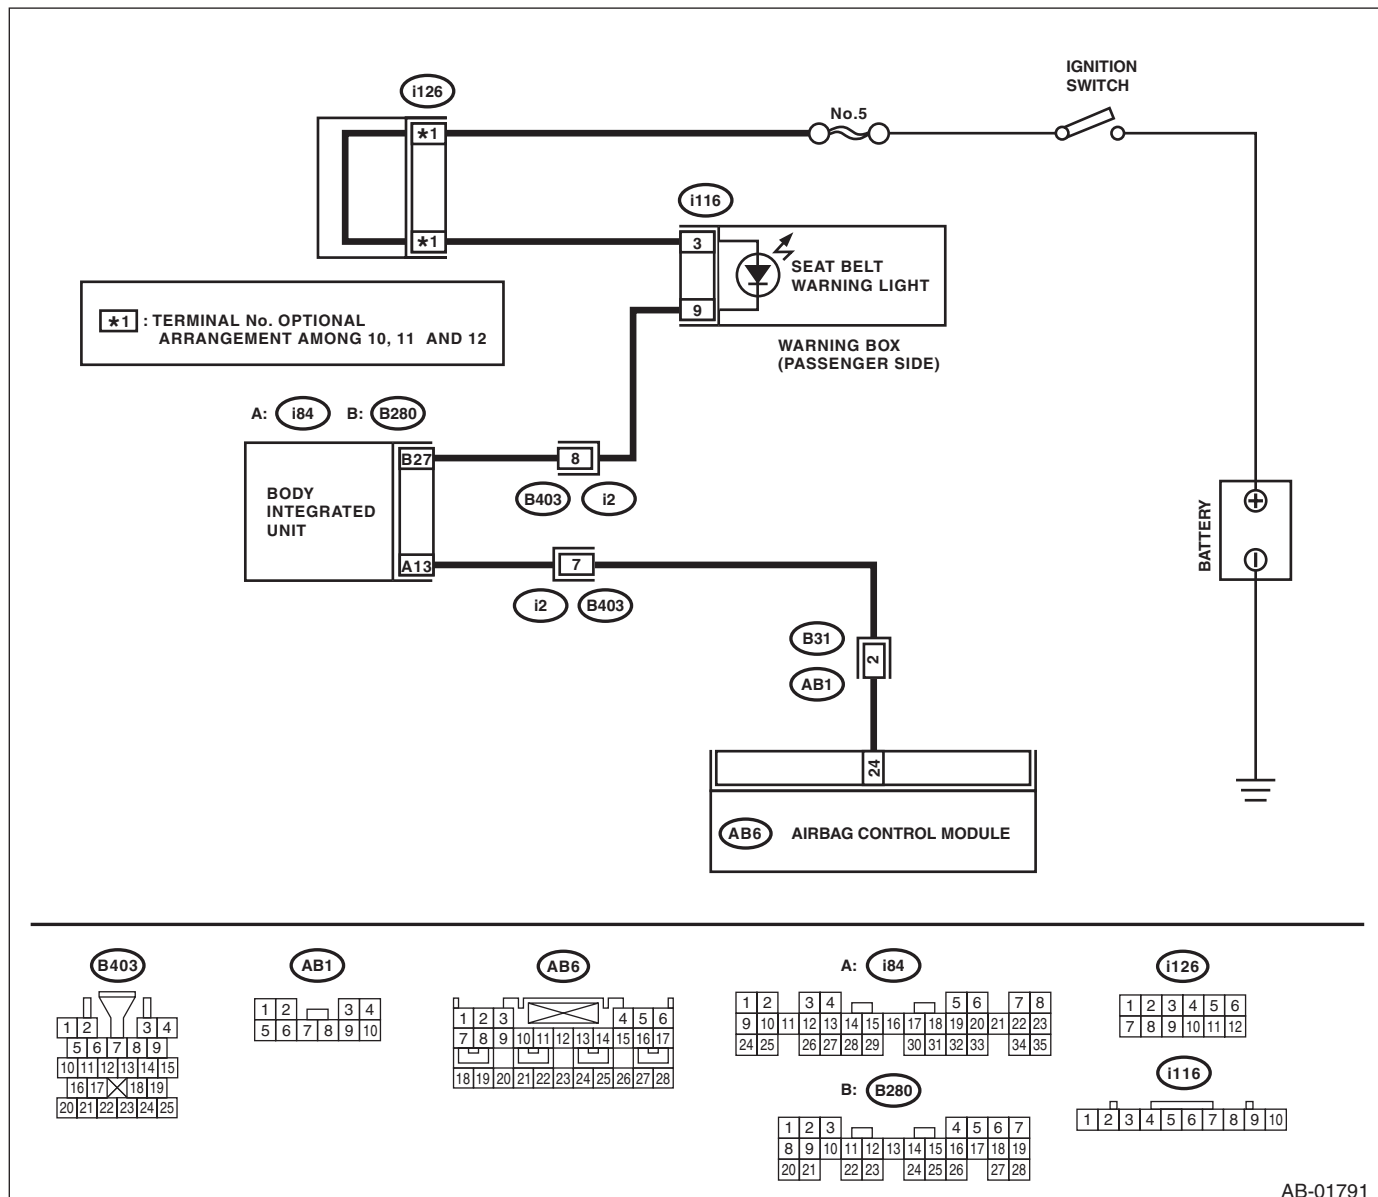 IGNITION
SWITCH
i126
No.5
*1
i116
*1
3
SEAT BELT
WARNING LIGHT
9
*1 : TERMINAL No. OPTIONAL
ARRANGEMENT AMONG 10, 11 AND 12
WARNING BOX
(PASSENGER SIDE)
A: i84 B: B280
B27
8
BODY
INTEGRATED
UNIT
B403 i2
BATTERY
+
−
A13
7
i2 B403
B31
2
AB1
24
AB6 AIRBAG CONTROL MODULE
B403
1 2 3 4
5 6 7 8 9
10 11 12 13 14 15
16 17 18 19
20 21 22 23 24 25
AB1
1 2 3 4
5 6 7 8 9 10
AB6
1 2 3 4 5 6
7 8 9 10 11 12 13 14 15 16 17
18 19 20 21 22 23 24 25 26 27 28
A: i84
1 2 3 4 5 6 7 8
9 10 11 12 13 14 15 16 17 18 19 20 21 22 23
24 25 26 27 28 29 30 31 32 33 34 35
B: B280
1 2 3 4 5 6 7
8 9 10 11 12 13 14 15 16 17 18 19
20 21 22 23 24 25 26 27 28
i126
1 2 3 4 5 6
7 8 9 10 11 12
i116
1 2 3 4 5 6 7 8 9 10
AB-01791